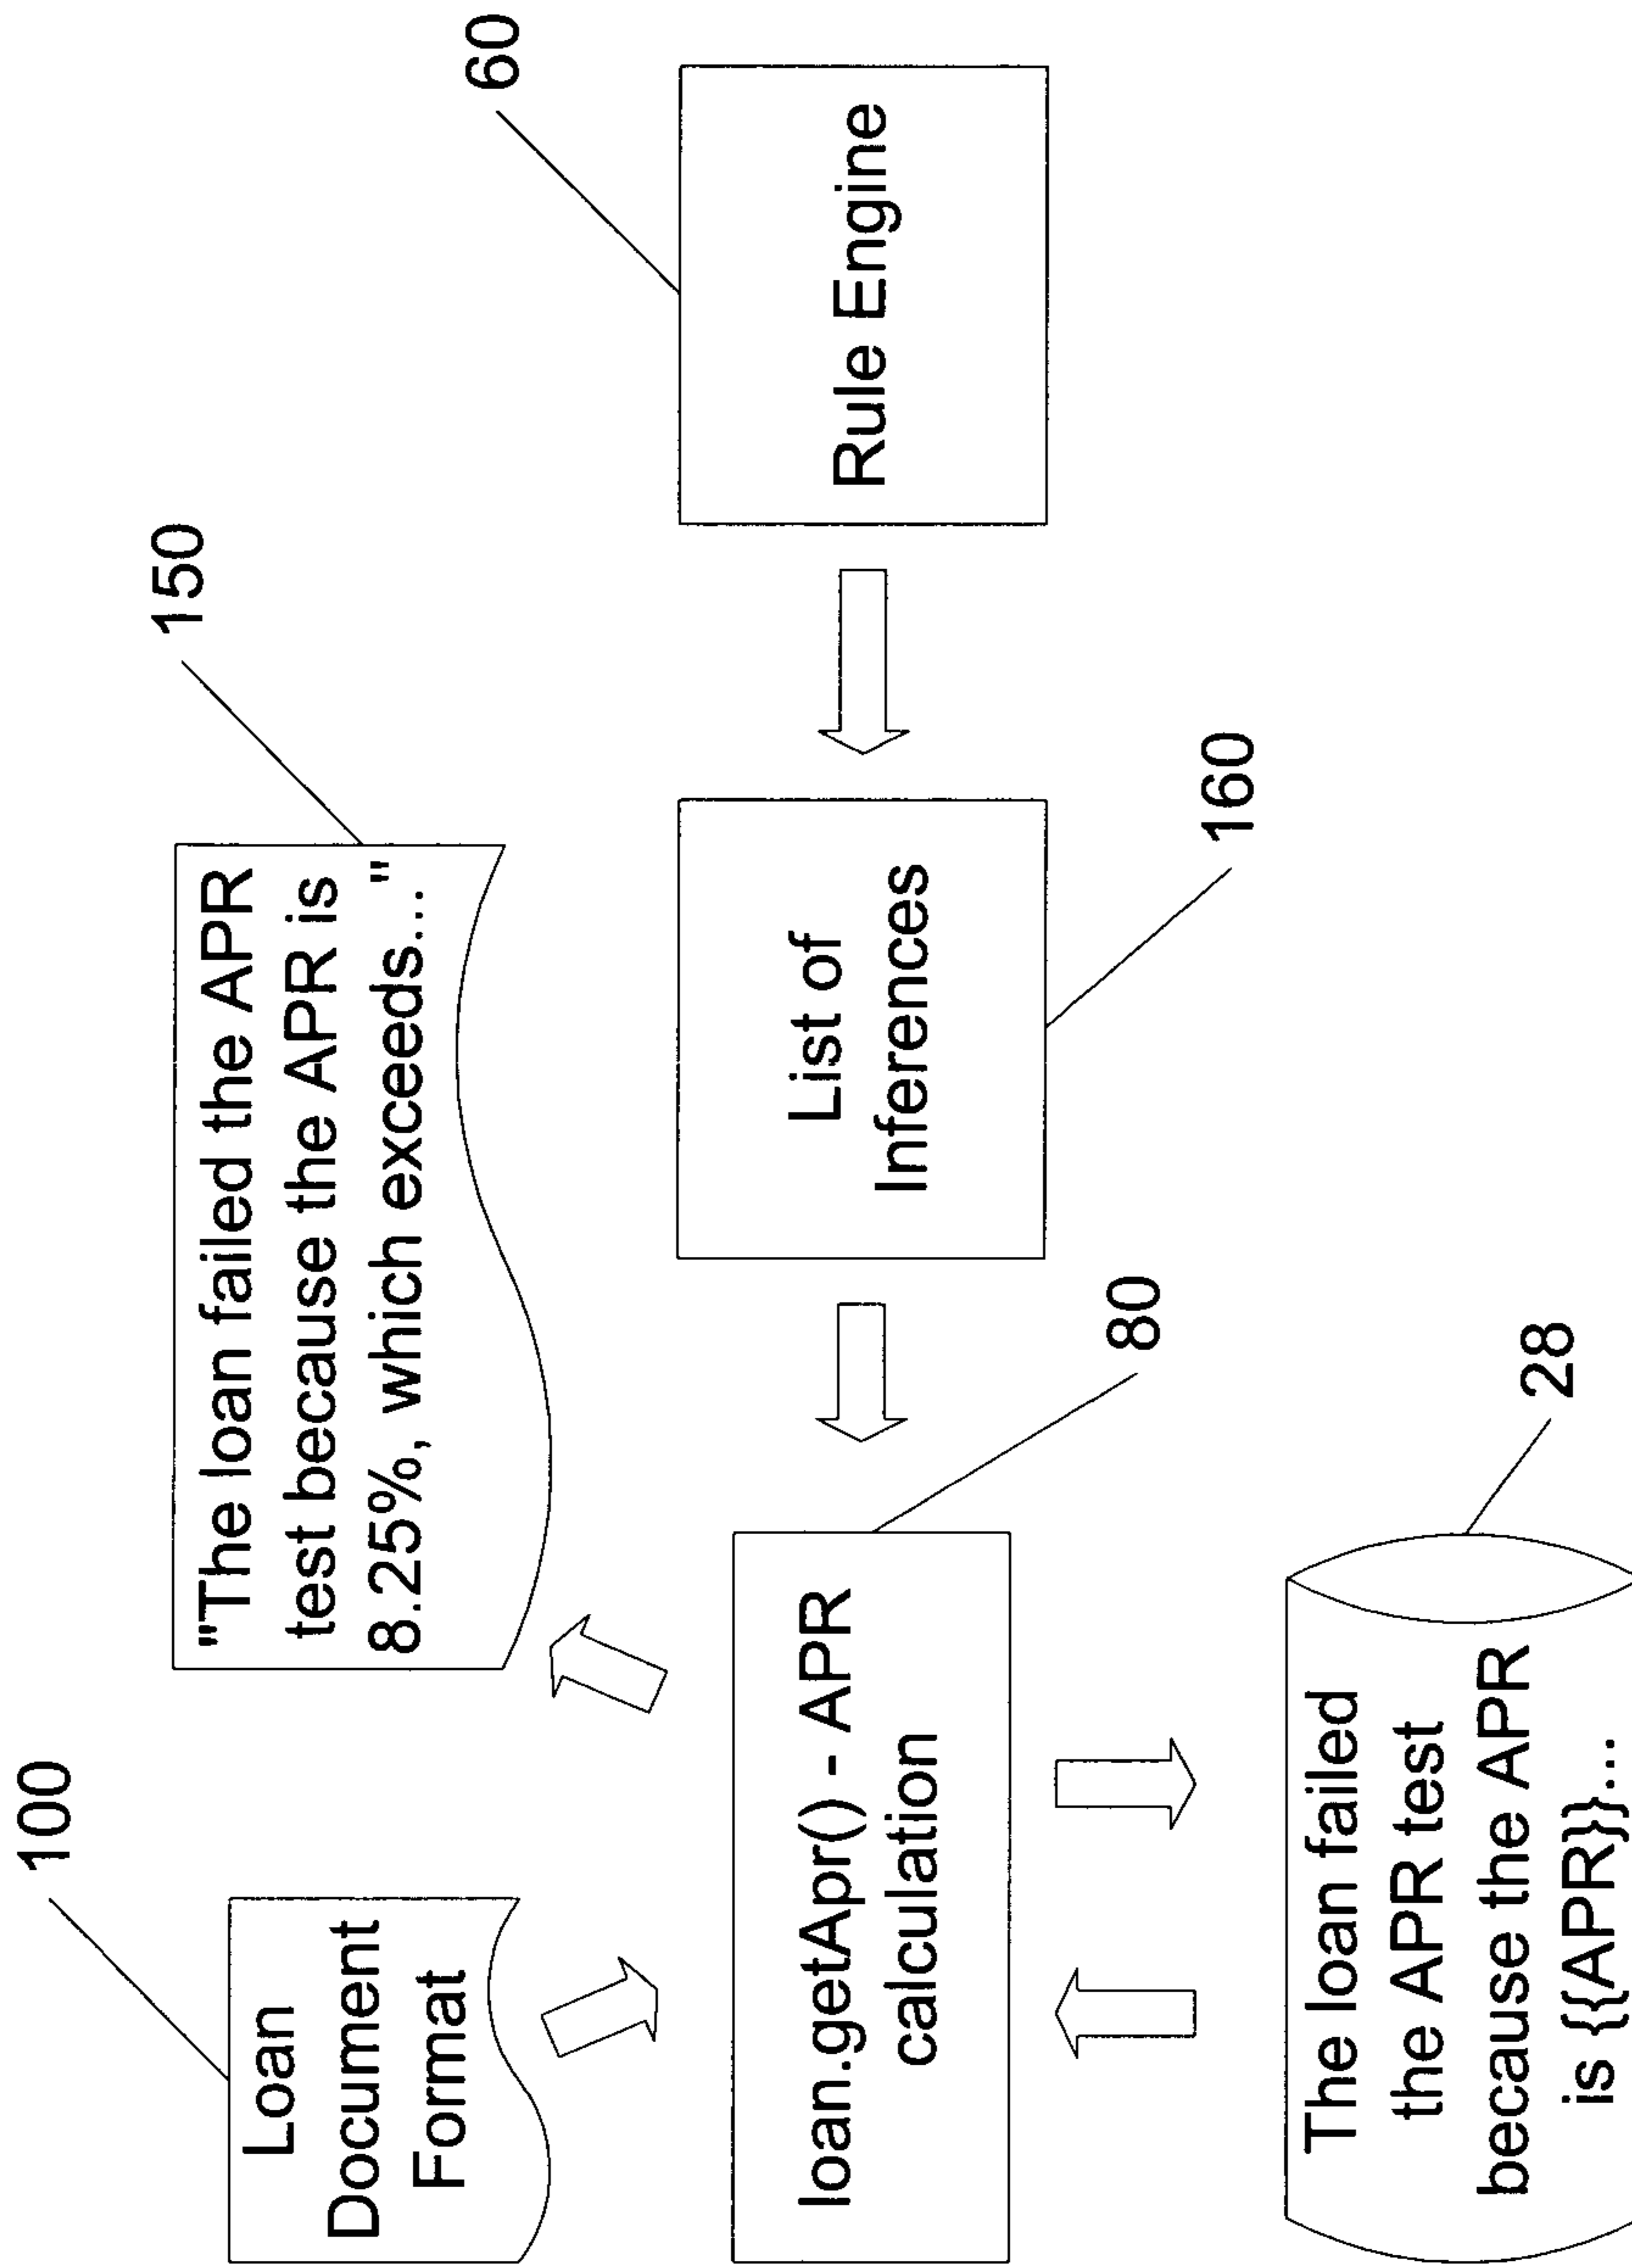 100
Loan
Document
Format
150
"The loan failed the APR
test because the APR is
8.25%, which exceeds... "
60
loan.getApr() - APR
calculation
80
List of
Inferences
160
Rule Engine
The loan failed
the APR test
because the APR
is {{APR}}...
28